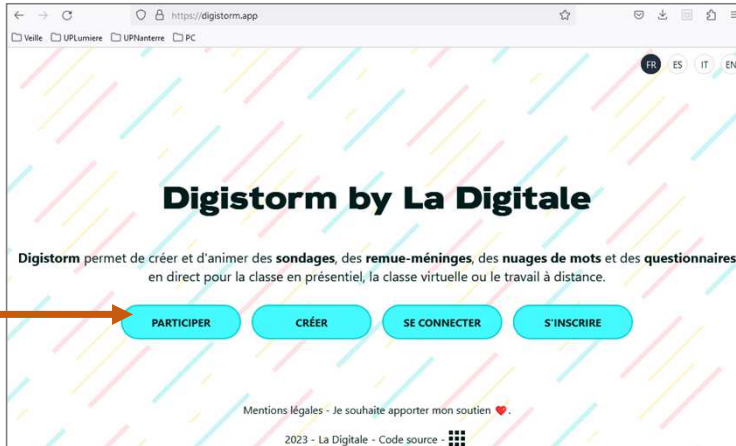 https://digistorm.app
Veille UPLumiere UPNanterre PC
FR ES IT EN
Digistorm by La Digitale
Digistorm permet de créer et d'animer des sondages, des remue-méninges, des nuages de mots et des questionnaires
en direct pour la classe en présentiel, la classe virtuelle ou le travail à distance.
PARTICIPER CRÉER SE CONNECTER S'INSCRIRE
Mentions légales - Je souhaite apporter mon soutien ❤️.
2023 - La Digitale - Code source -